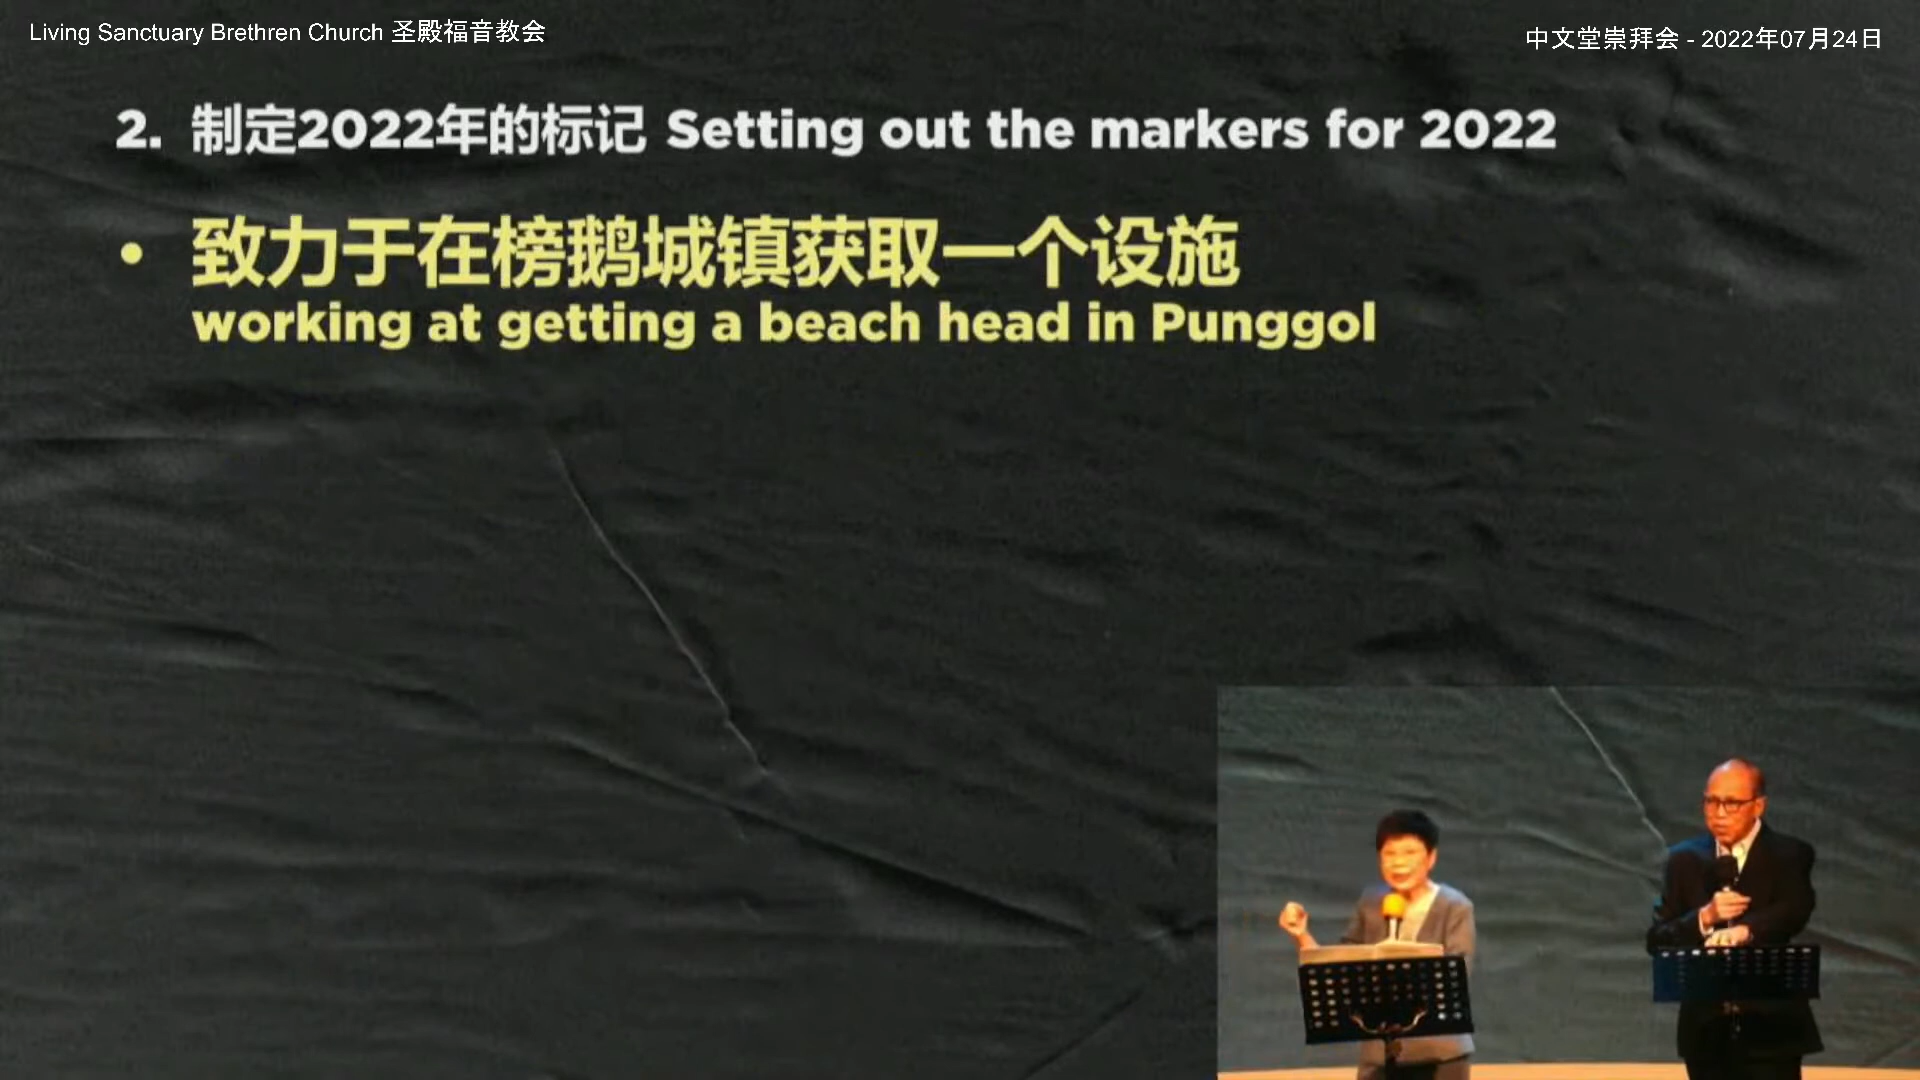 Living Sanctuary Brethren Church 圣殿福音教会
中文堂崇拜会 - 2022年07月24日
2. 制定2022年的标记 Setting out the markers for 2022
• 致力于在榜鹅城镇获取一个设施
working at getting a beach head in Punggol